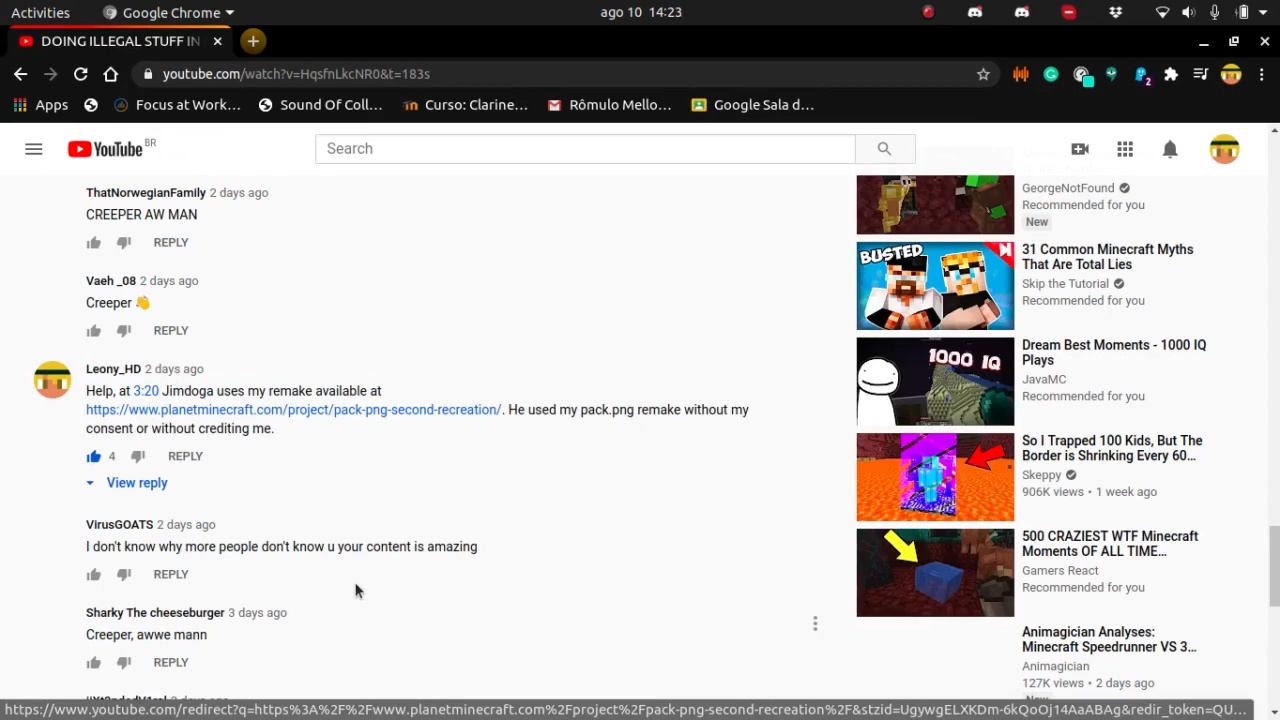 Activities
Google Chrome
ago 10 14:23
DOING ILLEGAL STUFF IN
youtube.com/watch?v=HqsfnLkcNR0&t=183s
2
Apps
Focus at Work...
Sound Of Coll...
Curso: Clarine...
Rômulo Mello...
Google Sala d...
YouTube BR
Search
ThatNorwegianFamily 2 days ago
CREEPER AW MAN
REPLY
Vaeh _08 2 days ago
Creeper 👏
REPLY
Leony_HD 2 days ago
Help, at 3:20 Jimdoga uses my remake available at
https://www.planetminecraft.com/project/pack-png-second-recreation/. He used my pack.png remake without my
consent or without crediting me.
4 REPLY
View reply
VirusGOATS 2 days ago
I don't know why more people don't know u your content is amazing
REPLY
Sharky The cheeseburger 3 days ago
Creeper, awwe mann
REPLY
GeorgeNotFound
Recommended for you
New
BUSTED
31 Common Minecraft Myths
That Are Total Lies
Skip the Tutorial
Recommended for you
1000 IQ
Dream Best Moments - 1000 IQ
Plays
JavaMC
Recommended for you
So I Trapped 100 Kids, But The
Border is Shrinking Every 60...
Skeppy
906K views • 1 week ago
500 CRAZIEST WTF Minecraft
Moments OF ALL TIME...
Gamers React
Recommended for you
Animagician Analyses:
Minecraft Speedrunner VS 3...
Animagician
127K views • 2 days ago
https://www.youtube.com/redirect?q=https%3A%2F%2Fwww.planetminecraft.com%2Fproject%2Fpack-png-second-recreation%2F&stzid=UgywgELXKDm-6kQoOj14AaABAg&redir_token=QU...